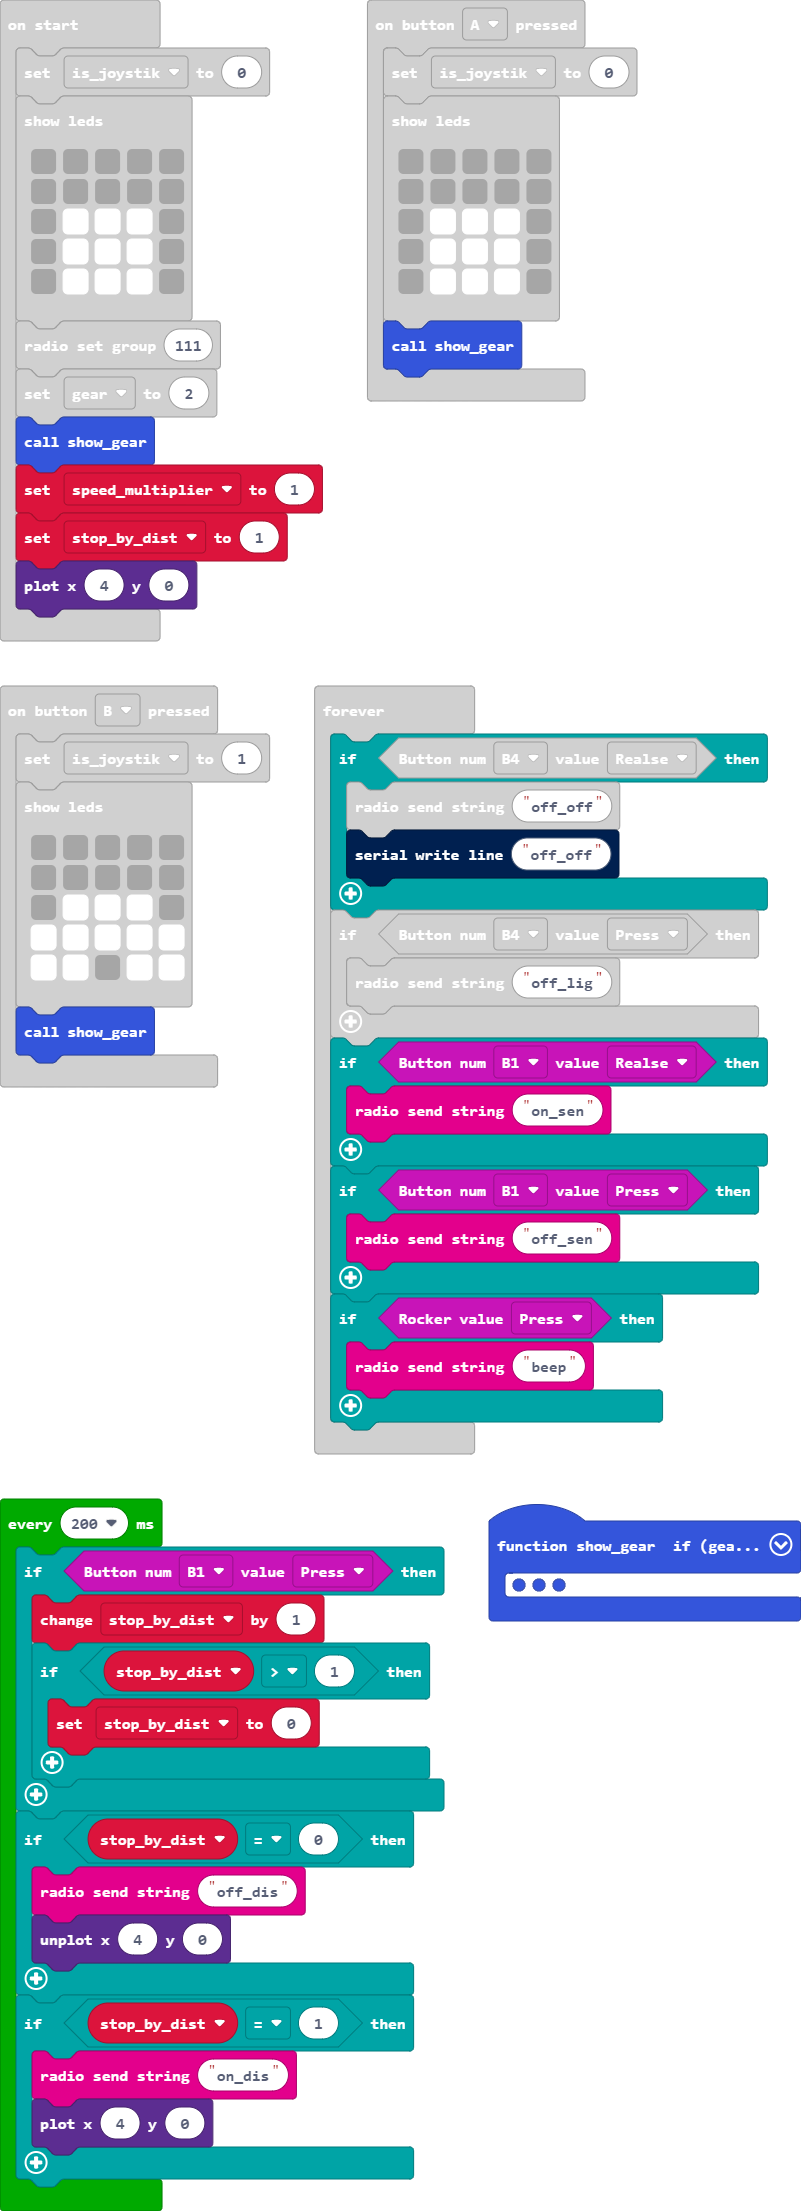 on start
set is_joystik to 0
show leds
radio set group 111
set gear to 2
call show_gear
set speed_multiplier to 1
set stop_by_dist to 1
plot x 4 y 0
on button A pressed
set is_joystik to 0
show leds
call show_gear
on button B pressed
set is_joystik to 1
show leds
call show_gear
forever
if Button num B4 value Realse then
radio send string "off_off"
serial write line "off_off"
if Button num B4 value Press then
radio send string "off_lig"
if Button num B1 value Realse then
radio send string "on_sen"
if Button num B1 value Press then
radio send string "off_sen"
if Rocker value Press then
radio send string "beep"
every 200 ms
if Button num B1 value Press then
change stop_by_dist by 1
if stop_by_dist > 1 then
set stop_by_dist to 0
if stop_by_dist = 0 then
radio send string "off_dis"
unplot x 4 y 0
if stop_by_dist = 1 then
radio send string "on_dis"
plot x 4 y 0
function show_gear if (gea...